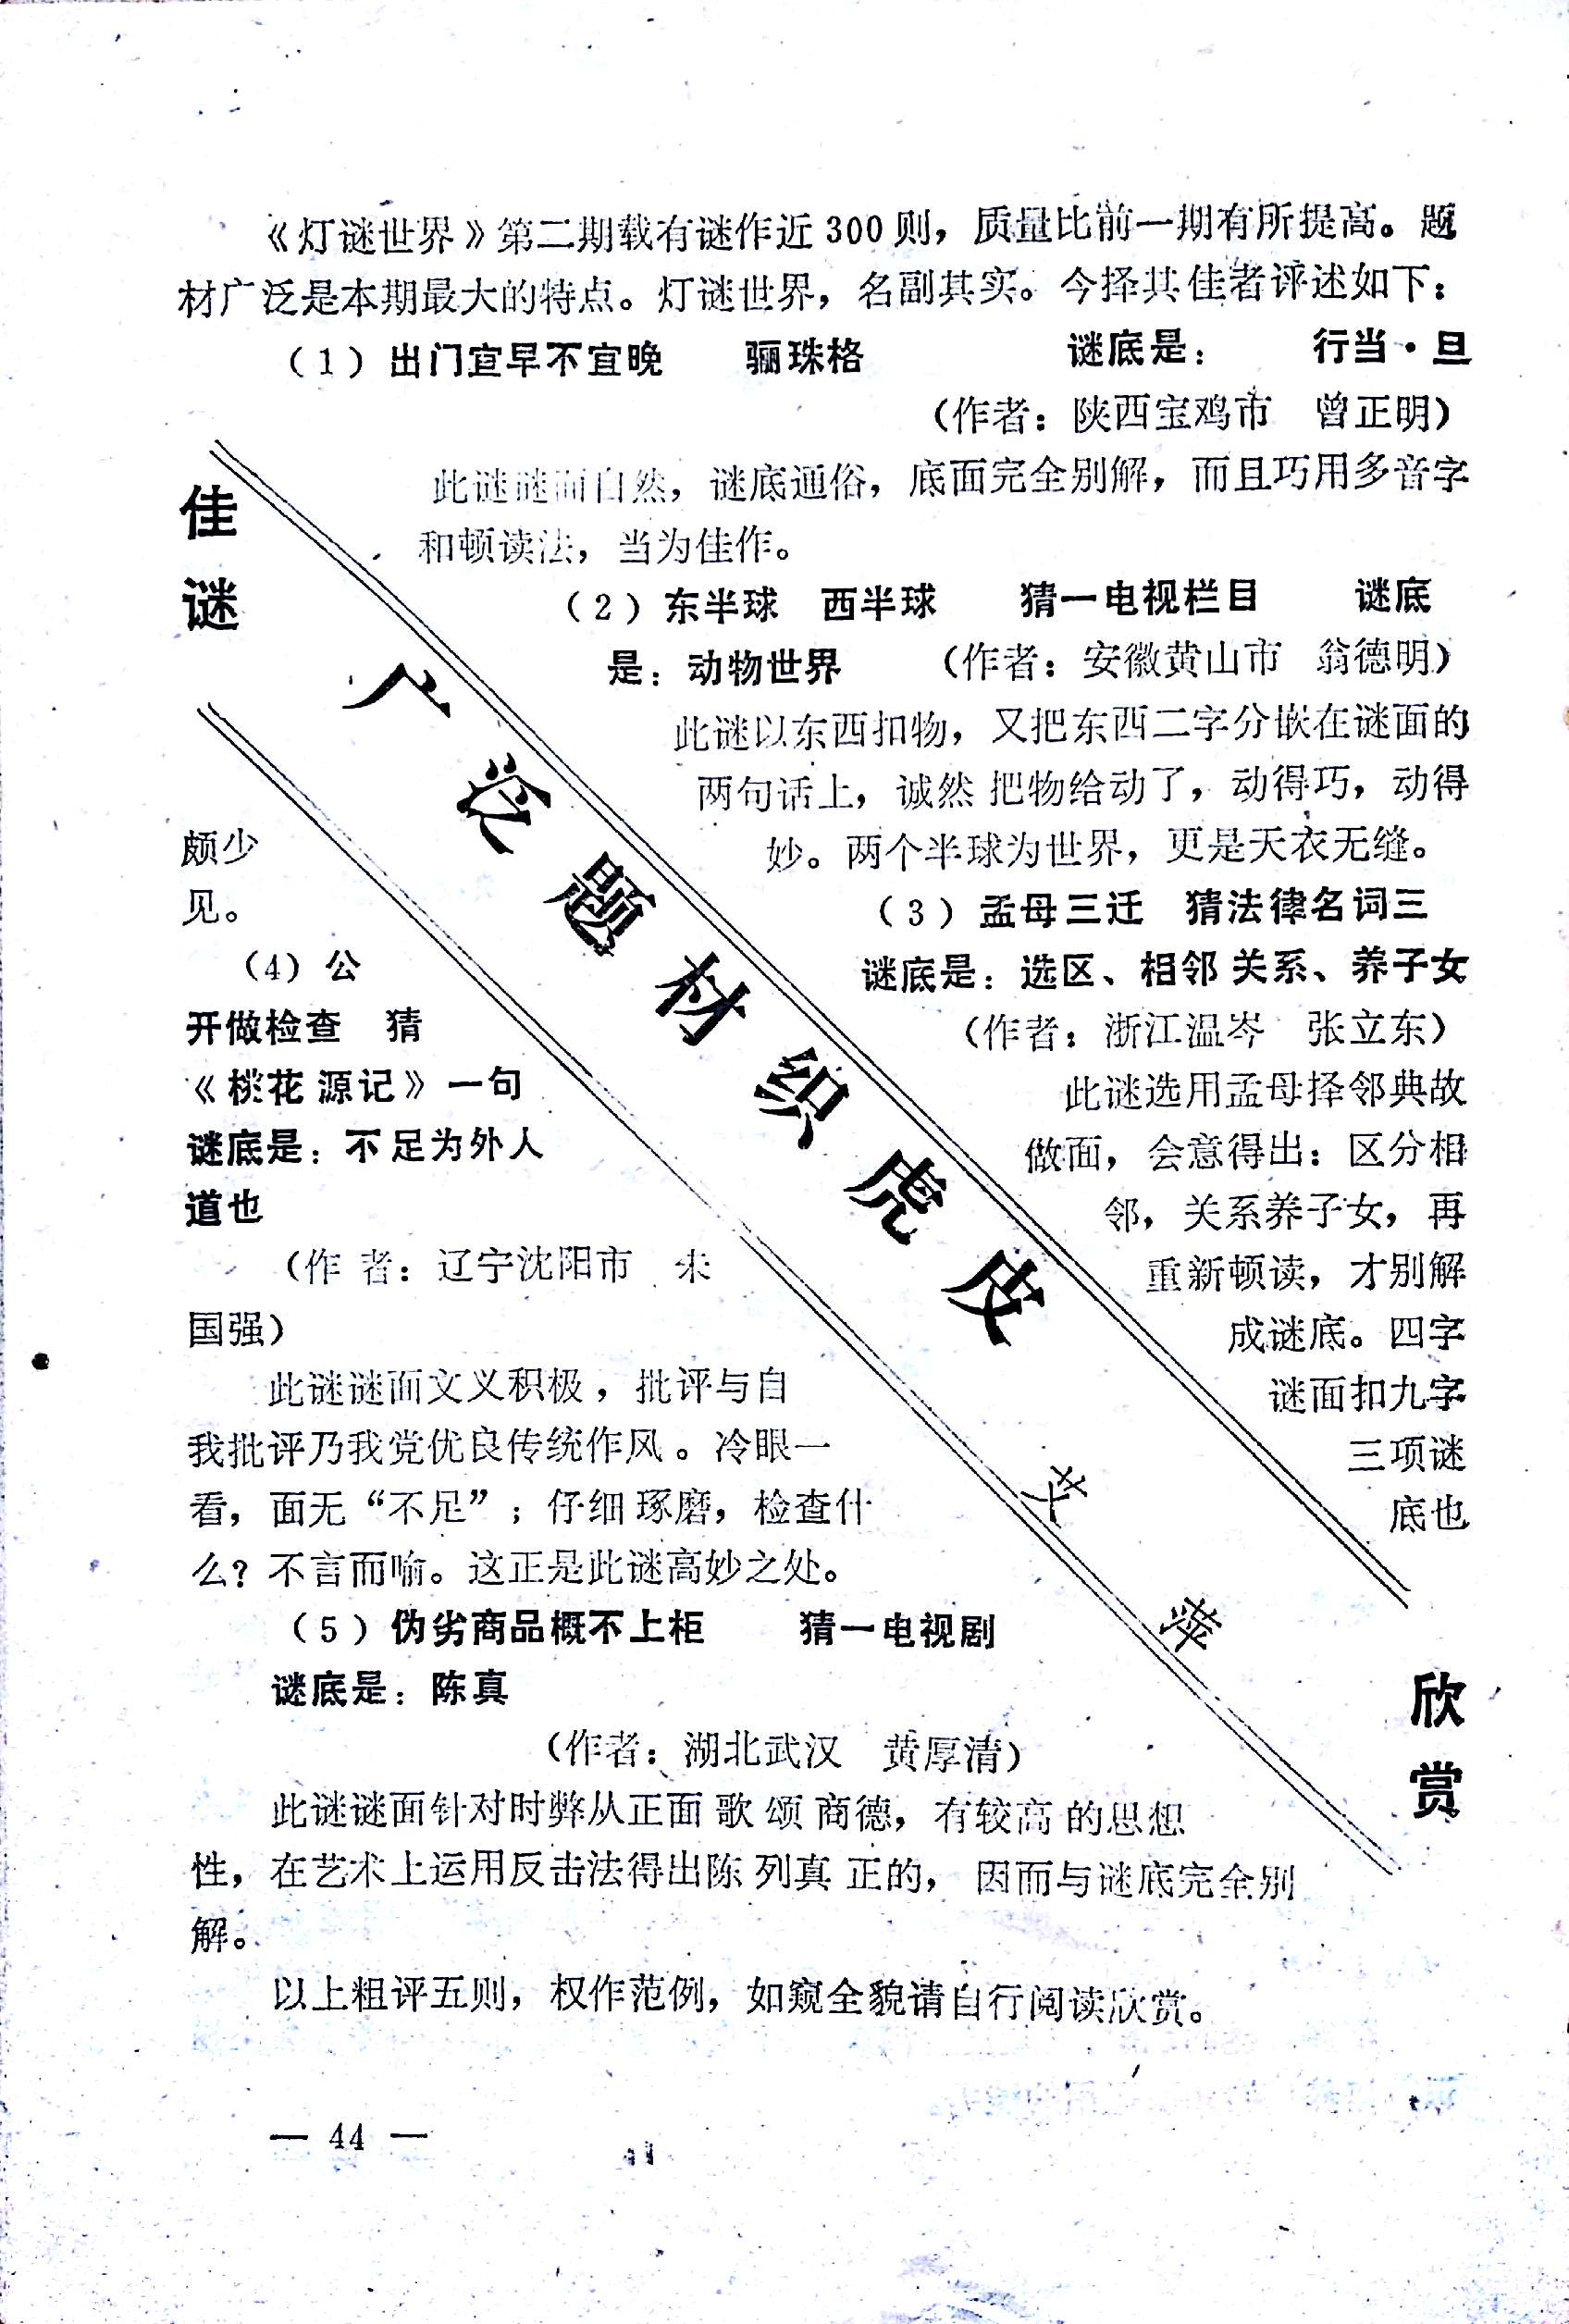 《灯谜世界》第二期载有谜作近300则，质量比前一期有所提高。题
材广泛是本期最大的特点。灯谜世界，名副其实。今择其佳者评述如下：
（1）出门宜早不宜晚　骊珠格　谜底是：　行当·旦
（作者：陕西宝鸡市　曾正明）
此谜谜面自然，谜底通俗，底面完全别解，而且巧用多音字
和顿读法，当为佳作。
（2）东半球　西半球　猜一电视栏目　谜底
是：动物世界　（作者：安徽黄山市　翁德明）
此谜以东西扣物，又把东西二字分嵌在谜面的
两句话上，诚然把物给动了，动得巧，动得
妙。两个半球为世界，更是天衣无缝。
（3）孟母三迁　猜法律名词三
谜底是：选区、相邻关系、养子女
（作者：浙江温岑　张立东）
此谜选用孟母择邻典故
做面，会意得出：区分相
邻，关系养子女，再
重新顿读，才别解
成谜底。四字
谜面扣九字
三项谜
底也
颇少
见。
（4）公
开做检查　猜
《桃花源记》一句
谜底是：不足为外人
道也
（作者：辽宁沈阳市
国强）
此谜谜面文义积极，批评与自
我批评乃我党优良传统作风。冷眼一
看，面无“不足”；仔细琢磨，检查什
么？不言而喻。这正是此谜高妙之处。
（5）伪劣商品概不上柜　猜一电视剧
谜底是：陈真
（作者：湖北武汉　黄厚清）
此谜谜面针对时弊从正面歌颂商德，有较高的思想
性，在艺术上运用反击法得出陈列真正的，因而与谜底完全别
解。
以上粗评五则，权作范例，如窥全貌请自行阅读欣赏。
佳谜
广泛题材织虎皮
欣赏
— 44 —